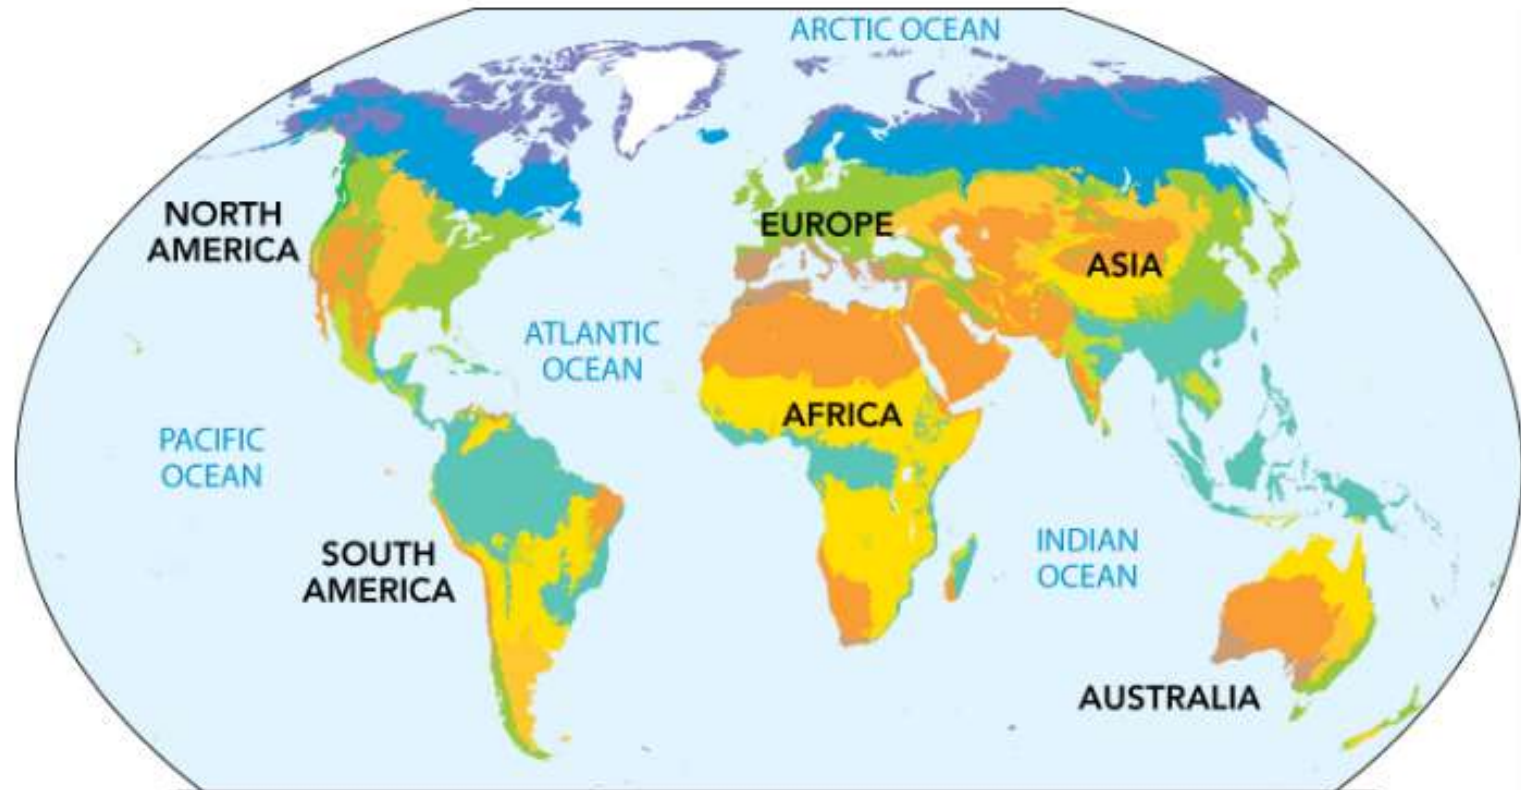 ARCTIC OCEAN
NORTH
AMERICA
EUROPE
ASIA
ATLANTIC
OCEAN
AFRICA
PACIFIC
OCEAN
SOUTH
AMERICA
INDIAN
OCEAN
AUSTRALIA